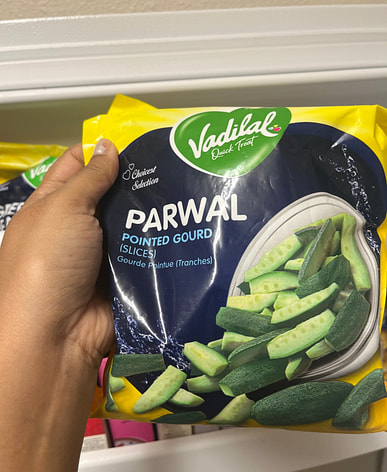 Vadilal
Quick Treat
Choicest
Selection
PARWAL
POINTED GOURD
(SLICES)
Gourde Pointue (Tranches)